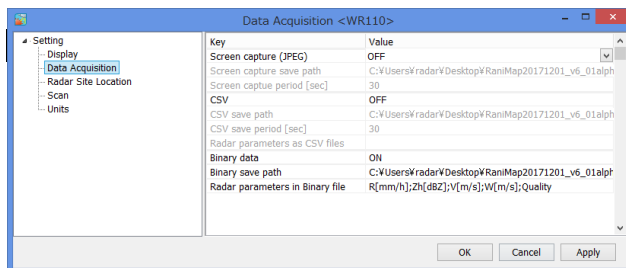 Data Acquisition <WR110>
Setting
Display
Data Acquisition
Radar Site Location
Scan
Units
Key Value
Screen capture (JPEG) OFF
Screen capture save path C:¥Users¥radar¥Desktop¥RaniMap20171201_v6_01alph
Screen captue period [sec] 30
CSV OFF
CSV save path C:¥Users¥radar¥Desktop¥RaniMap20171201_v6_01alph
CSV save period [sec] 30
Radar parameters as CSV files
Binary data ON
Binary save path C:¥Users¥radar¥Desktop¥RaniMap20171201_v6_01alph
Radar parameters in Binary file R[mm/h];Zh[dBZ];V[m/s];W[m/s];Quality
OK Cancel Apply